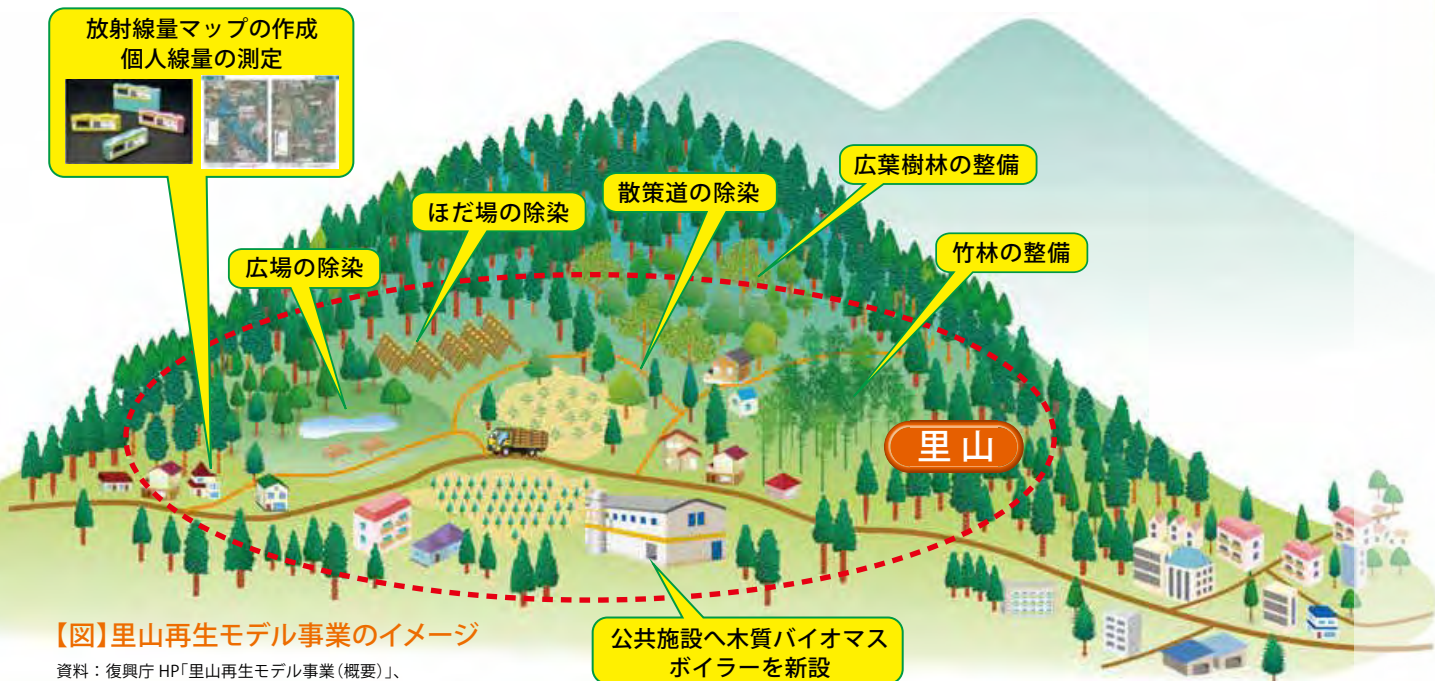 放射線量マップの作成
個人線量の測定
広葉樹林の整備
散策道の除染
ほだ場の除染
竹林の整備
広場の除染
里山
【図】里山再生モデル事業のイメージ
資料：復興庁 HP「里山再生モデル事業（概要）」、
公共施設へ木質バイオマス
ボイラーを新設